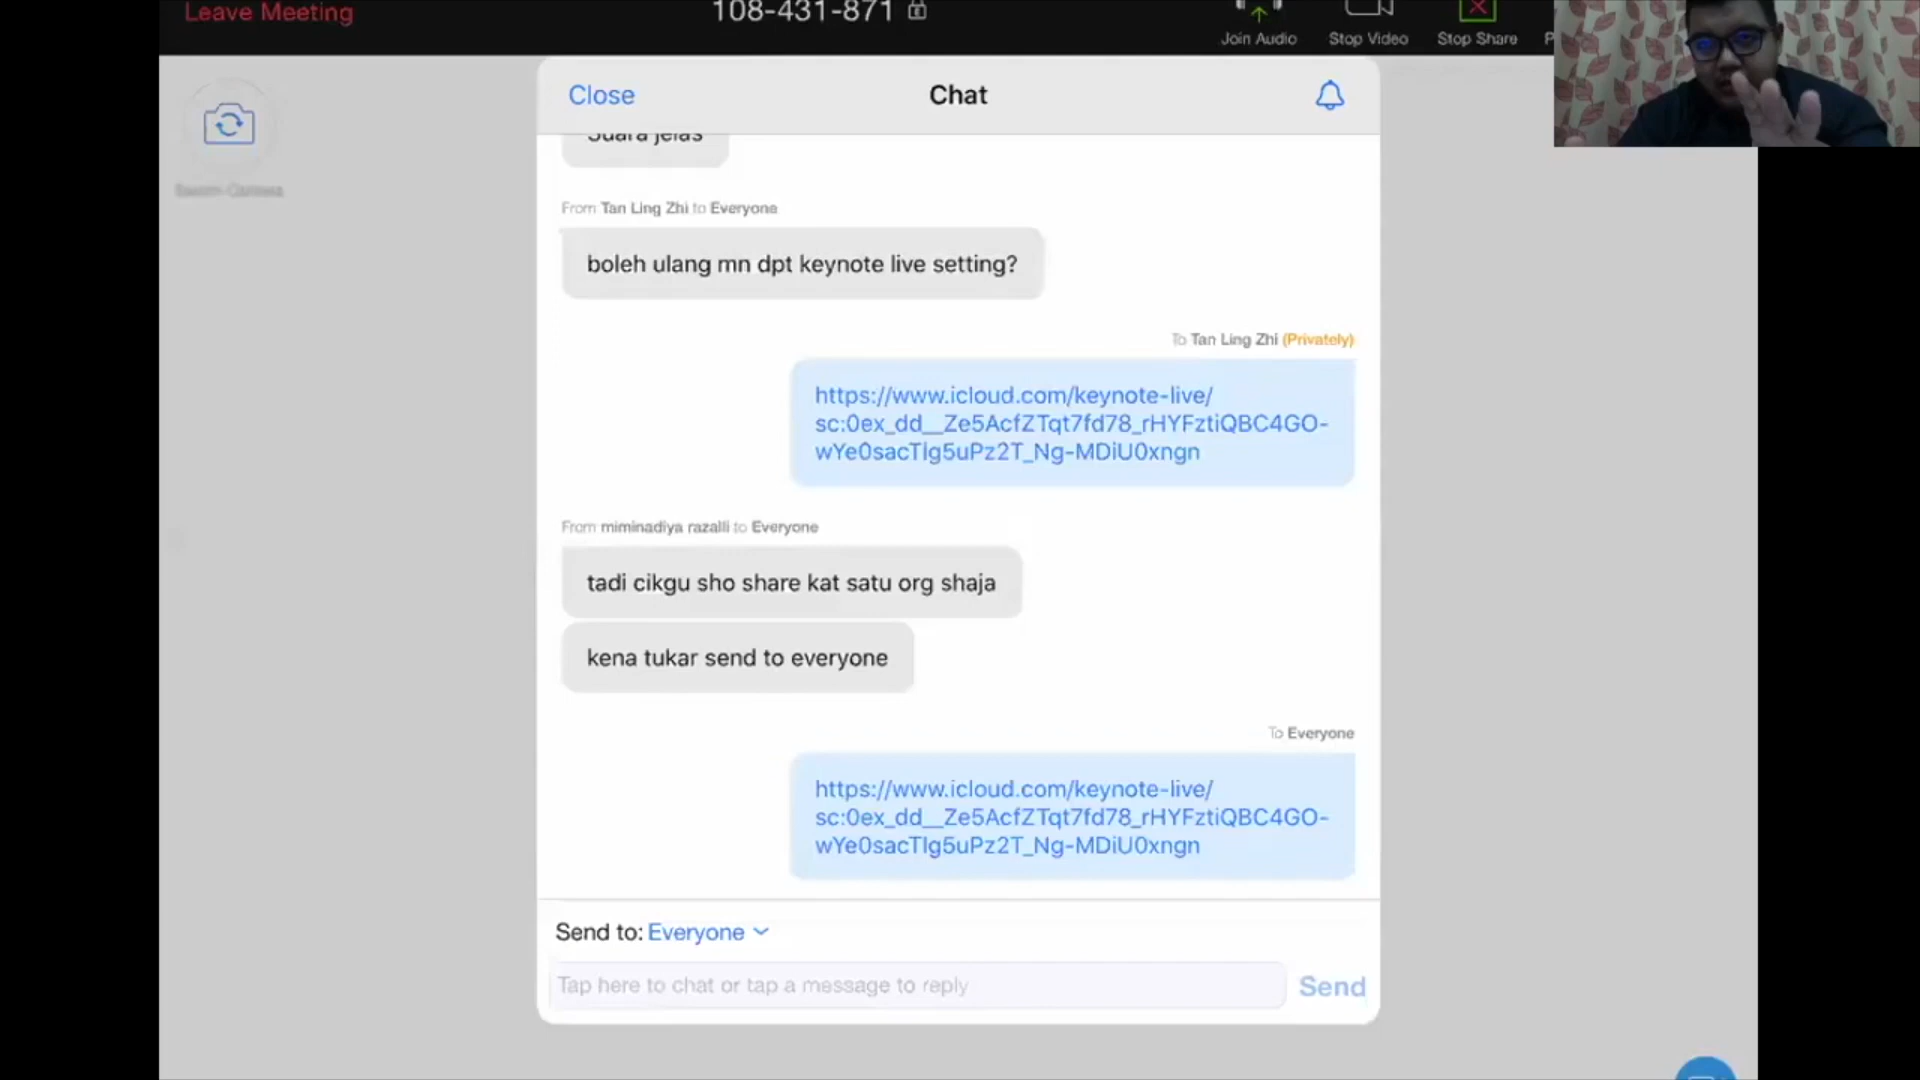 Leave Meeting
108-431-871
Join Audio
Stop Video
Stop Share
Close
Chat
Suara jelas
From Tan Ling Zhi to Everyone
boleh ulang mn dpt keynote live setting?
To Tan Ling Zhi (Privately)
https://www.icloud.com/keynote-live/
sc:0ex_dd__Ze5AcfZTqt7fd78_rHYFztiQBC4GO-
wYe0sacTlg5uPz2T_Ng-MDiU0xngn
From miminadiya razalli to Everyone
tadi cikgu sho share kat satu org shaja
kena tukar send to everyone
To Everyone
https://www.icloud.com/keynote-live/
sc:0ex_dd__Ze5AcfZTqt7fd78_rHYFztiQBC4GO-
wYe0sacTlg5uPz2T_Ng-MDiU0xngn
Send to: Everyone
Tap here to chat or tap a message to reply
Send